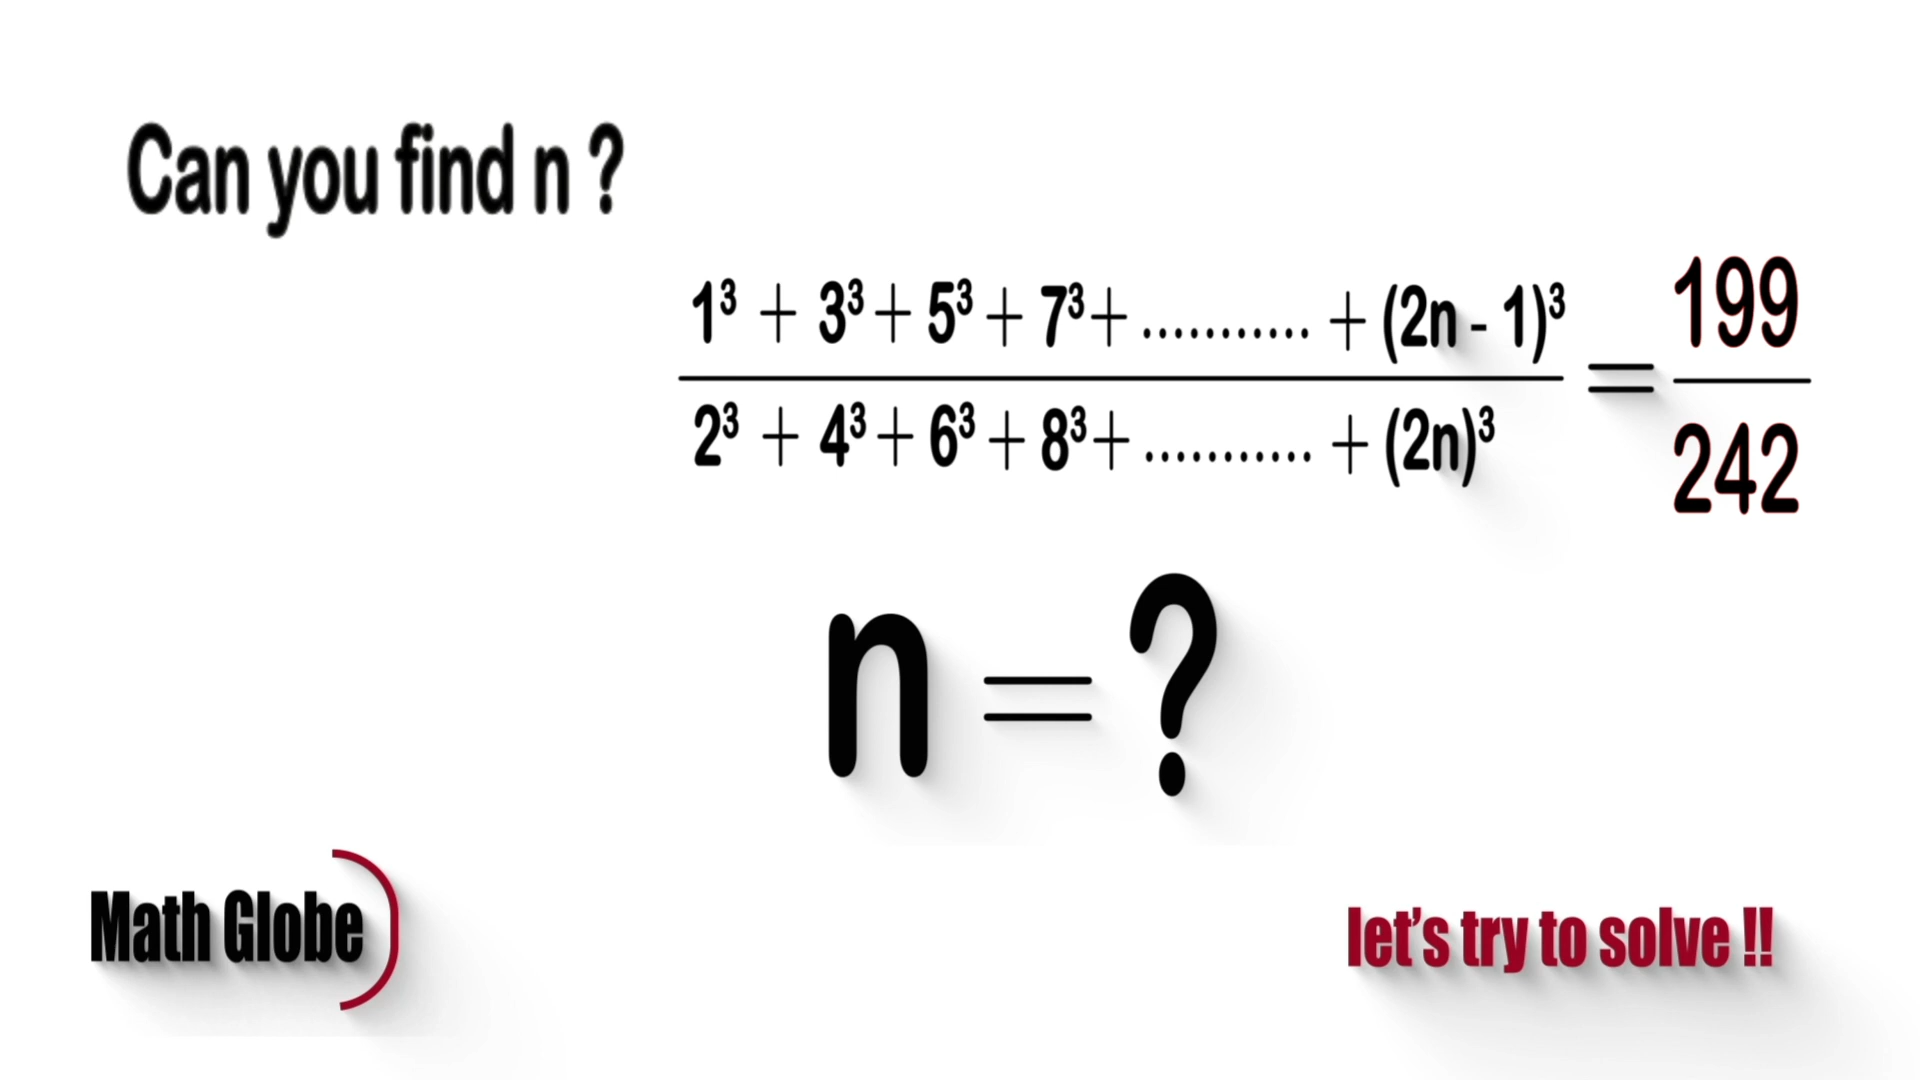 Can you find n ?
1³ + 3³ + 5³ + 7³ + ........... + (2n - 1)³
2³ + 4³ + 6³ + 8³ + ........... + (2n)³
=
199
242
n = ?
Math Globe
let's try to solve !!